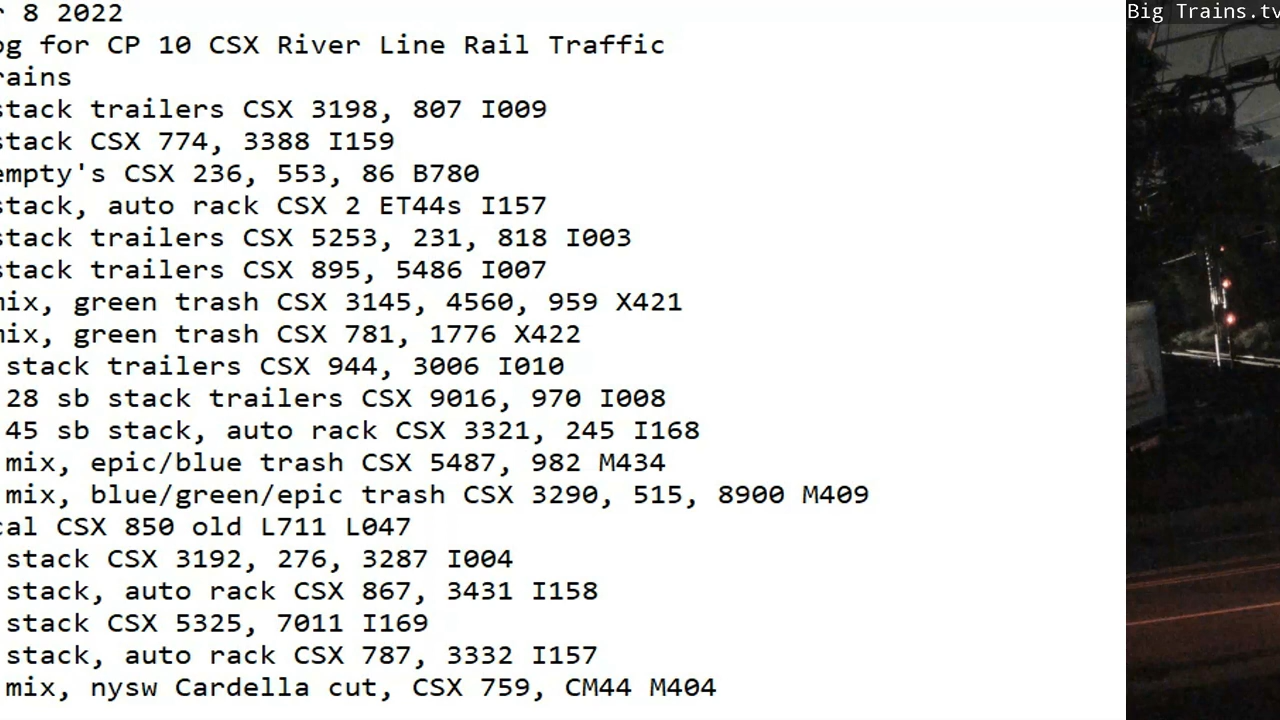 8 2022
for CP 10 CSX River Line Rail Traffic
stack trailers CSX 3198, 807 I009
stack CSX 774, 3388 I159
empty's CSX 236, 553, 86 B780
stack, auto rack CSX 2 ET44s I157
stack trailers CSX 5253, 231, 818 I003
stack trailers CSX 895, 5486 I007
mix, green trash CSX 3145, 4560, 959 X421
mix, green trash CSX 781, 1776 X422
stack trailers CSX 944, 3006 I010
28 sb stack trailers CSX 9016, 970 I008
45 sb stack, auto rack CSX 3321, 245 I168
mix, epic/blue trash CSX 5487, 982 M434
mix, blue/green/epic trash CSX 3290, 515, 8900 M409
CSX 850 old L711 L047
stack CSX 3192, 276, 3287 I004
stack, auto rack CSX 867, 3431 I158
stack CSX 5325, 7011 I169
stack, auto rack CSX 787, 3332 I157
mix, nysw Cardella cut, CSX 759, CM44 M404
Big Trains.tv